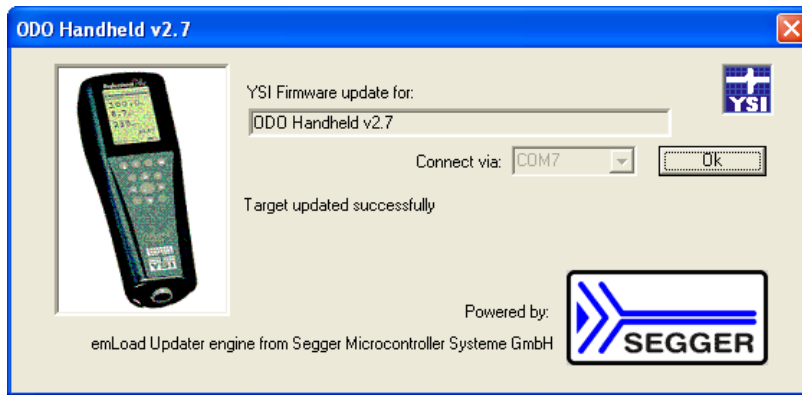 ODO Handheld v2.7
YSI Firmware update for:
YSI
ODO Handheld v2.7
Connect via: COM7
Ok
Target updated successfully
Powered by:
SEGGER
emLoad Updater engine from Segger Microcontroller Systeme GmbH
YSI